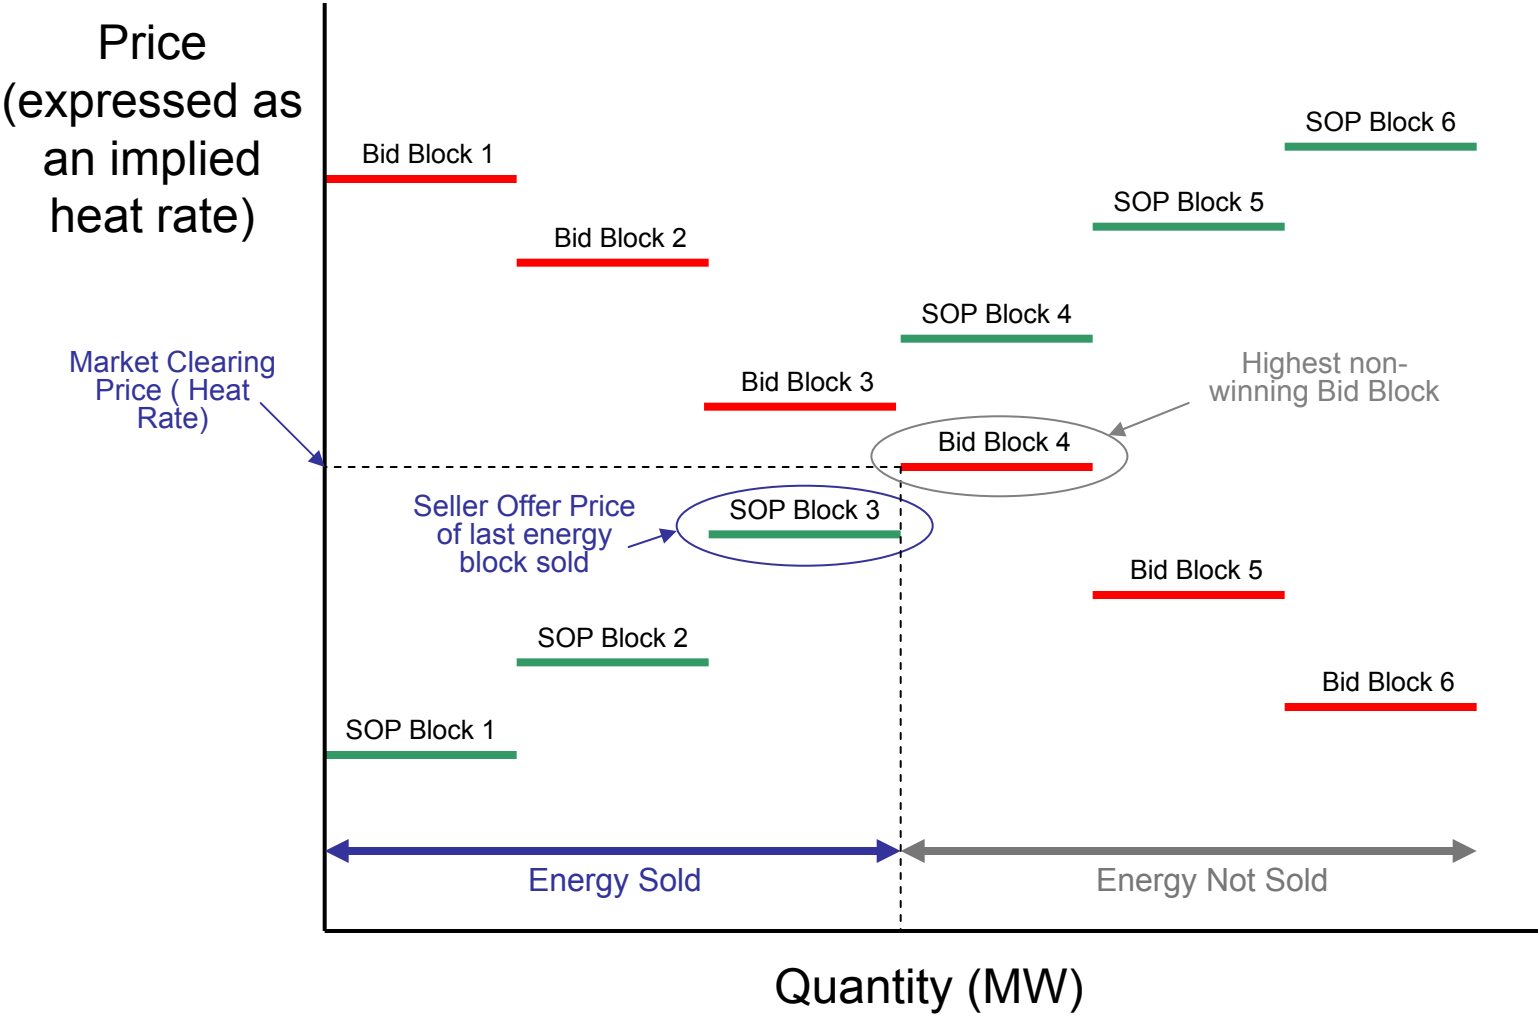 Price
(expressed as
an implied
heat rate)
SOP Block 6
Bid Block 1
SOP Block 5
Bid Block 2
SOP Block 4
Market Clearing
Price ( Heat
Rate)
Bid Block 3
Highest non-
winning Bid Block
Bid Block 4
Seller Offer Price
of last energy
block sold
SOP Block 3
Bid Block 5
SOP Block 2
Bid Block 6
SOP Block 1
Energy Sold
Energy Not Sold
Quantity (MW)